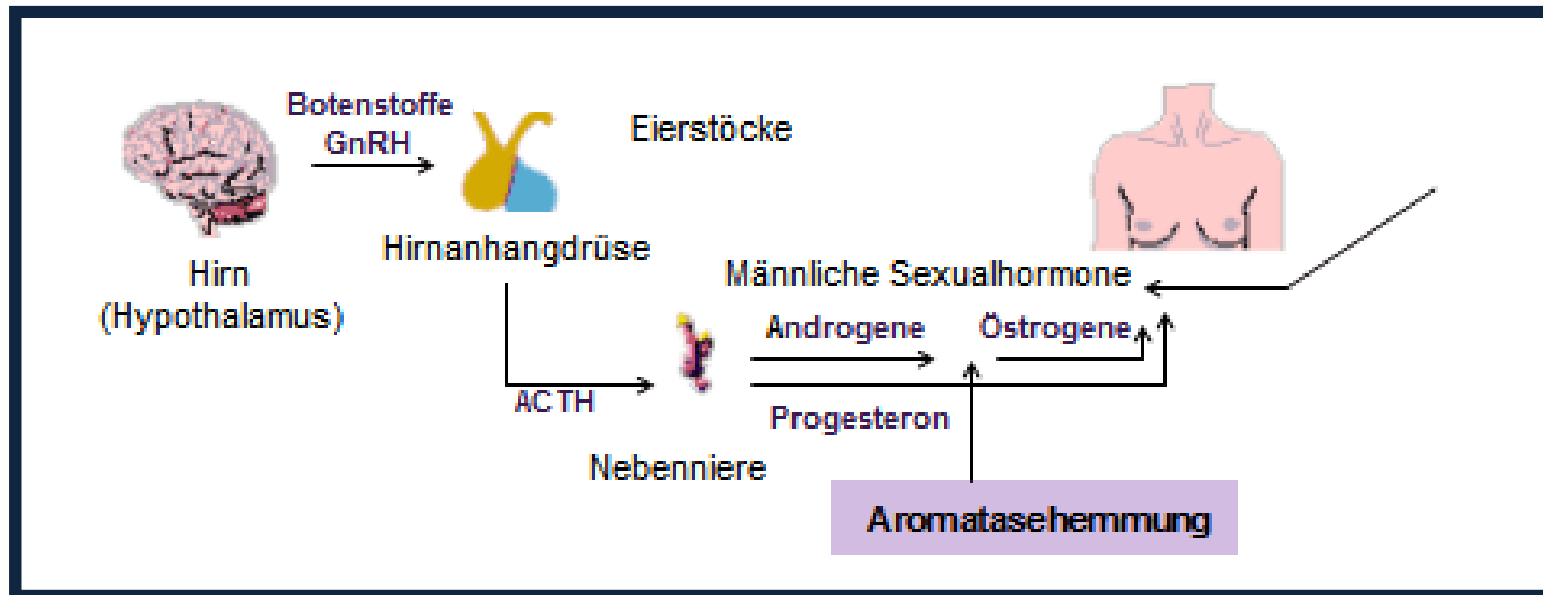 Botenstoffe
GnRH
Eierstöcke
Hirnanhangdrüse
Hirn
(Hypothalamus)
Männliche Sexualhormone
Androgene
Östrogene
ACTH
Progesteron
Nebenniere
Aromatasehemmung